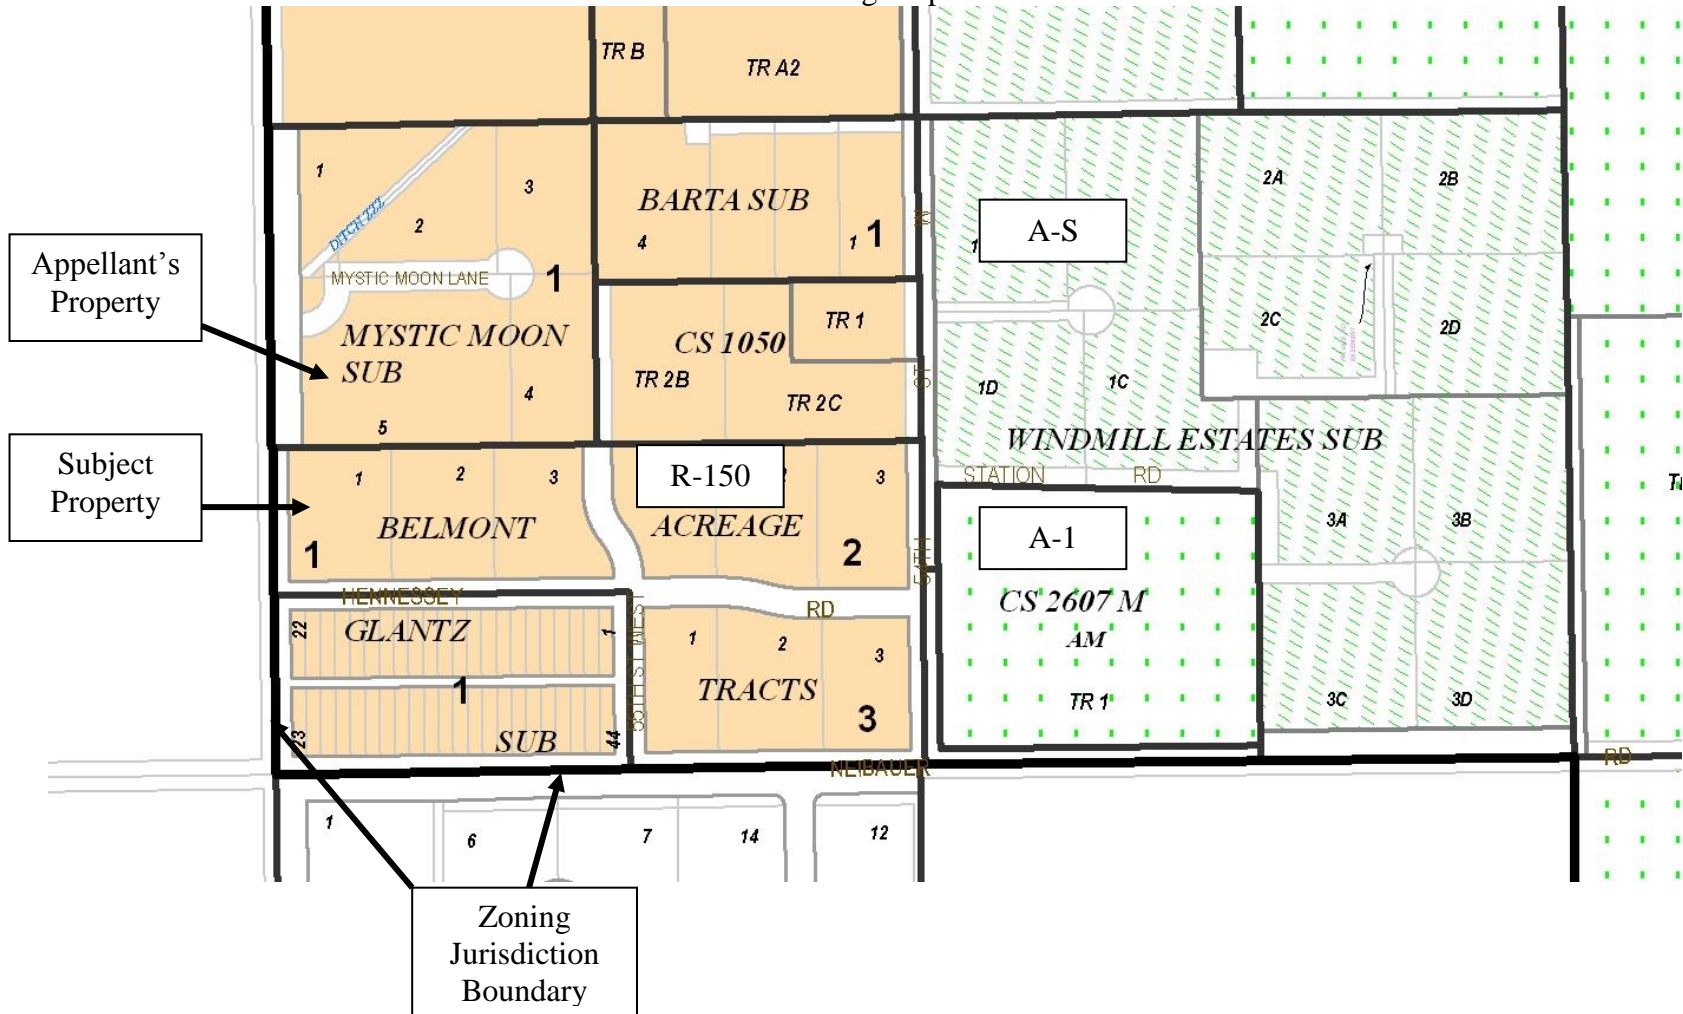 TR B
TR A2
1
3
2
DITCH 222
MYSTIC MOON LANE
1
MYSTIC MOON
SUB
4
5
BARTA SUB
4
1
1
CS 1050
TR 1
TR 2B
TR 2C
Appellant's
Property
Subject
Property
1
2
3
BELMONT
1
R-150
ACREAGE
3
2
HENNESSEY
RD
GLANTZ
22
1
1
SUB
23
44
1
2
3
TRACTS
3
W
ST
54TH
A-S
1D
1C
2A
2B
2C
2D
WINDMILL ESTATES SUB
STATION
RD
A-1
CS 2607 M
AM
TR 1
3A
3B
3C
3D
NEIBAUER
RD
1
6
7
14
12
Zoning
Jurisdiction
Boundary